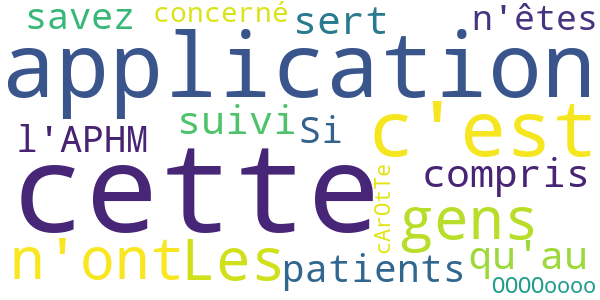 savez
concerné
sert
n'êtes
application
suivi
Si
c'est
l'APHM
cette
cArOtTe
compris
gens
n'ont
Les
patients
qu'au
OOOOoooo